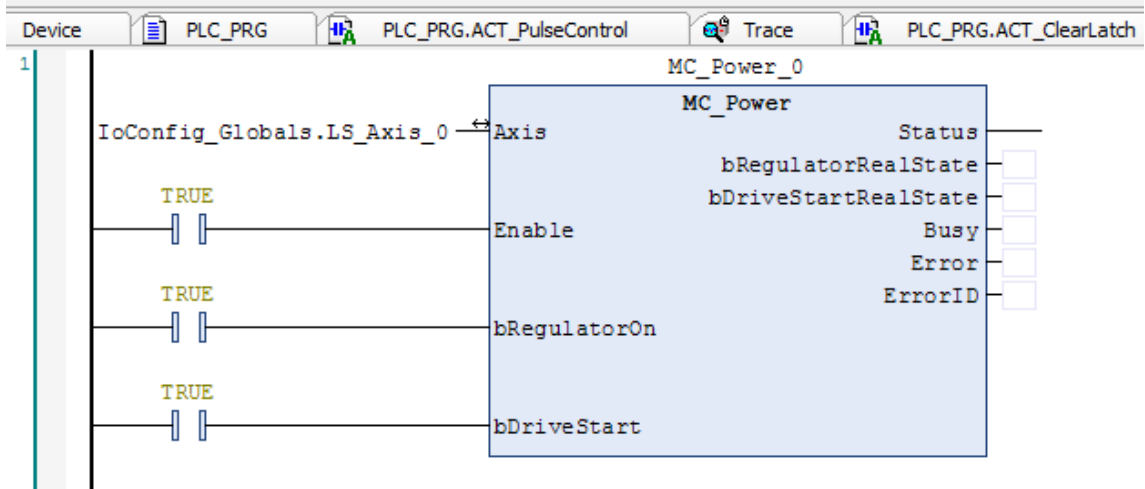 Device PLC_PRG PLC_PRG.ACT_PulseControl Trace PLC_PRG.ACT_ClearLatch
1 MC_Power_0
MC_Power
IoConfig_Globals.LS_Axis_0 Axis Status
bRegulatorRealState
TRUE bDriveStartRealState
Enable Busy
Error
TRUE ErrorID
bRegulatorOn
TRUE
bDriveStart